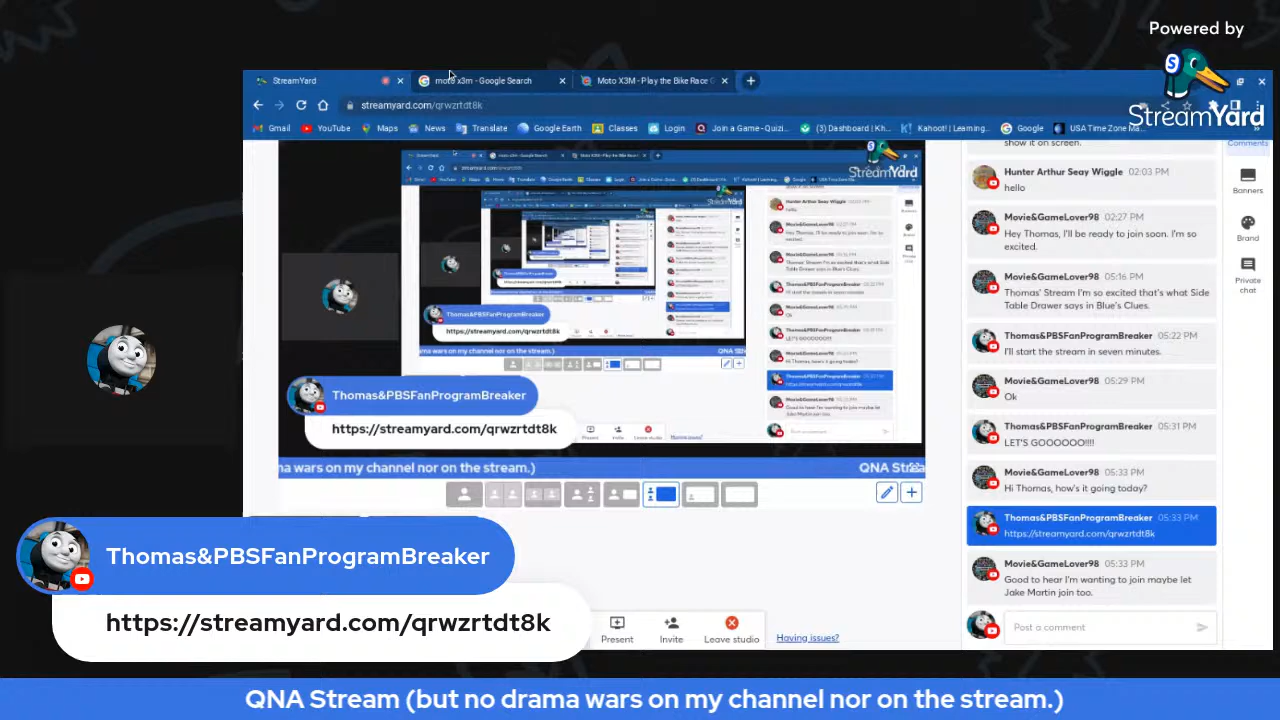 Powered by
StreamYard
StreamYard
moto x3m - Google Search
Moto X3M - Play the Bike Race G
streamyard.com/qrwzrtdt8k
Gmail
YouTube
Maps
News
Translate
Google Earth
Classes
Login
Join a Game - Quizi...
(3) Dashboard | Kh...
Kahoot! | Learning...
Google
USA Time Zone Ma...
show it on screen.
Comments
Hunter Arthur Seay Wiggle 02:03 PM
hello
Banners
Movie&GameLover98 02:27 PM
Hey Thomas, I'll be ready to join soon. I'm so
excited.
Brand
Movie&GameLover98 05:16 PM
Thomas' Stream I'm so excited that's what Side
Table Drawer says in Blue's Clues.
Private
chat
Thomas&PBSFanProgramBreaker 05:22 PM
I'll start the stream in seven minutes.
Movie&GameLover98 05:29 PM
Ok
Thomas&PBSFanProgramBreaker 05:31 PM
LET'S GOOOOOO!!!!
Movie&GameLover98 05:33 PM
Hi Thomas, how's it going today?
Thomas&PBSFanProgramBreaker 05:33 PM
https://streamyard.com/qrwzrtdt8k
Movie&GameLover98 05:33 PM
Good to hear I'm wanting to join maybe let
Jake Martin join too.
Post a comment
StreamYard
Thomas&PBSFanProgramBreaker
https://streamyard.com/qrwzrtdt8k
Thomas&PBSFanProgramBreaker
https://streamyard.com/qrwzrtdt8k
na wars on my channel nor on the stream.)
QNA Strea
Present
Invite
Leave studio
Having issues?
Thomas&PBSFanProgramBreaker
https://streamyard.com/qrwzrtdt8k
QNA Stream (but no drama wars on my channel nor on the stream.)